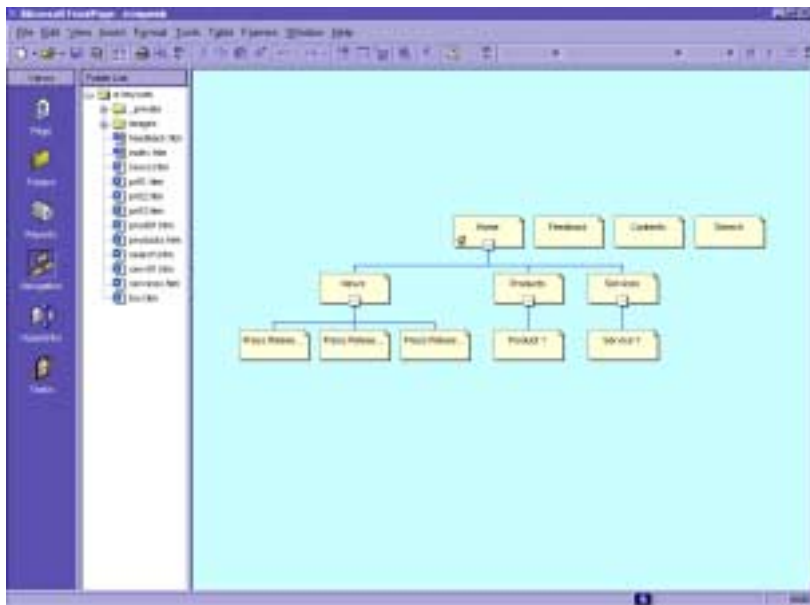 Microsoft FrontPage
File Edit View Insert Format Tools Table Frames Window Help
Views
Folder List
Page
_private
images
Folders
feedback.htm
index.htm
news.htm
pr01.htm
pr02.htm
pr03.htm
Reports
prod01.htm
products.htm
search.htm
serv01.htm
services.htm
toc.htm
Navigation
Hyperlinks
Tasks
Home
Feedback
Contents
Search
News
Products
Services
Press Release...
Press Release...
Press Release...
Product 1
Service 1